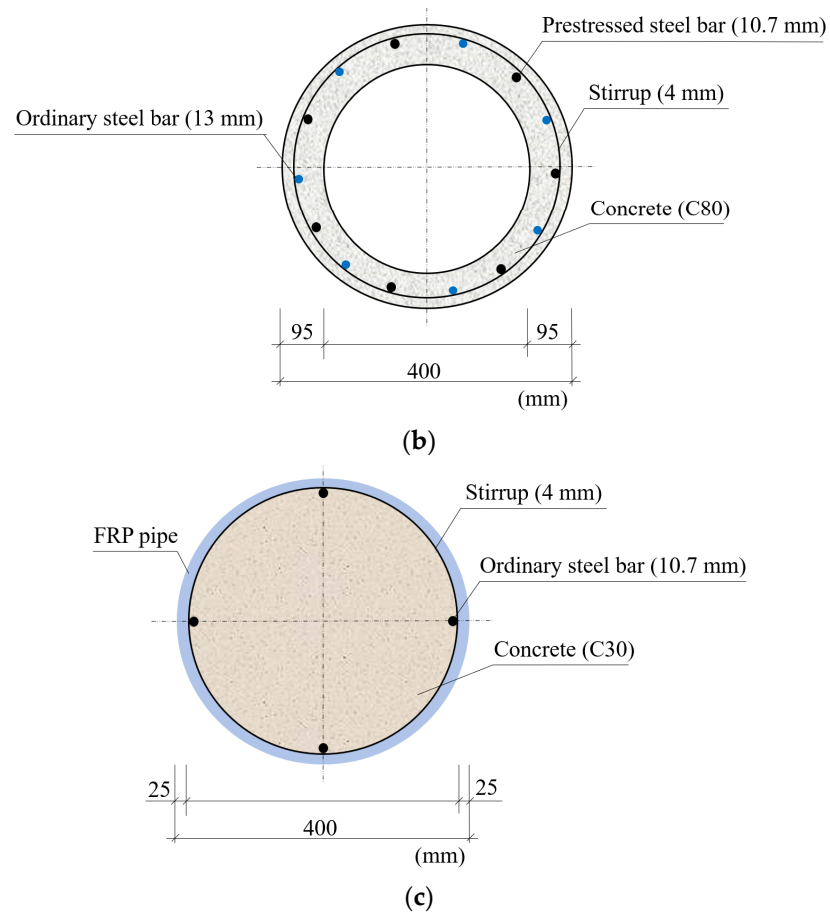 Prestressed steel bar (10.7 mm)
Stirrup (4 mm)
Ordinary steel bar (13 mm)
Concrete (C80)
95
95
400
(mm)
(b)
Stirrup (4 mm)
FRP pipe
Ordinary steel bar (10.7 mm)
Concrete (C30)
25
25
400
(mm)
(c)